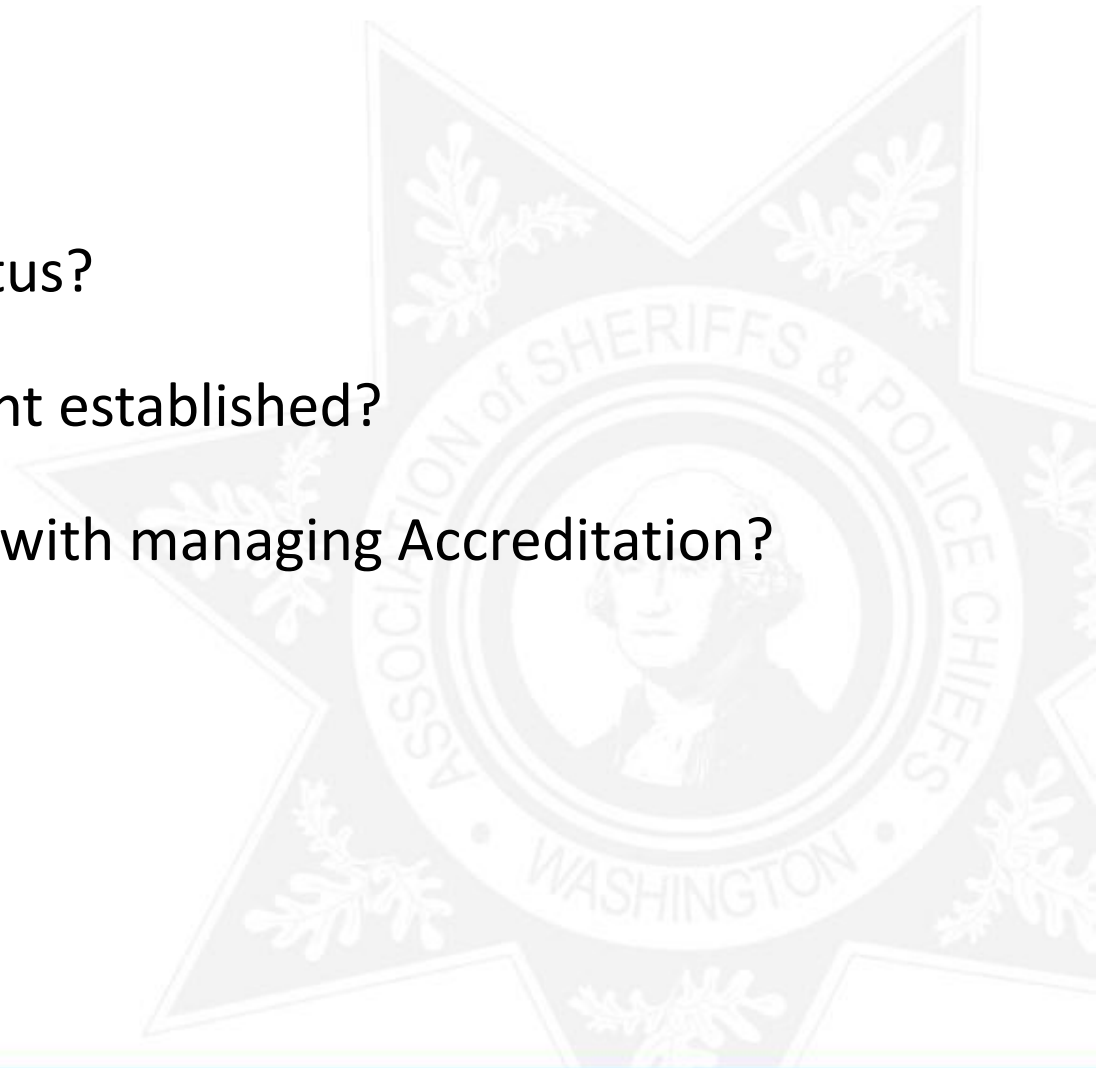 tus?
nt established?
with managing Accreditation?
ASSOCIATION of SHERIFFS & POLICE CHIEFS
• WASHINGTON •